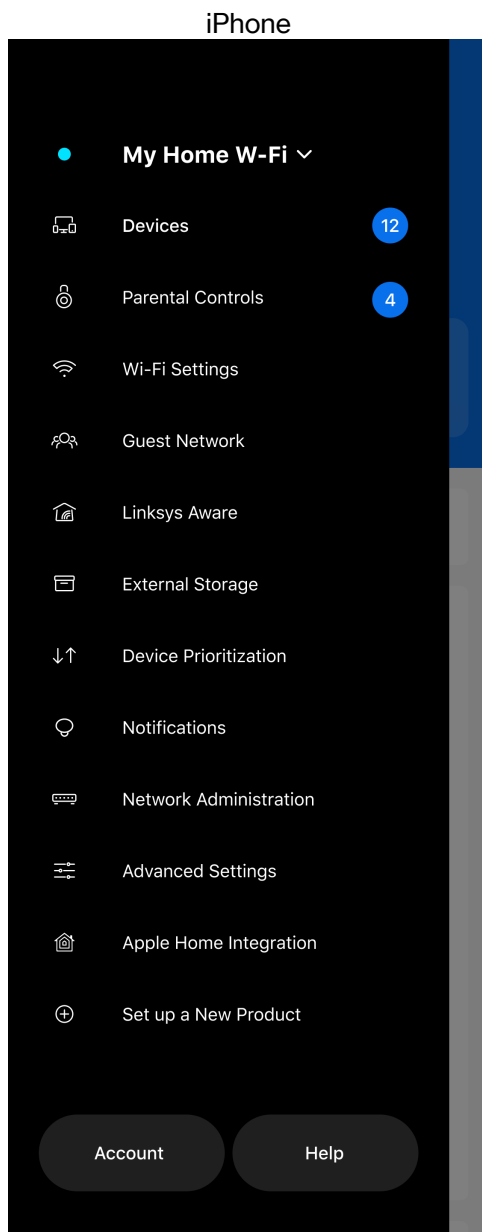 iPhone
My Home W-Fi
Devices
12
Parental Controls
4
Wi-Fi Settings
Guest Network
Linksys Aware
External Storage
Device Prioritization
Notifications
Network Administration
Advanced Settings
Apple Home Integration
Set up a New Product
Account
Help